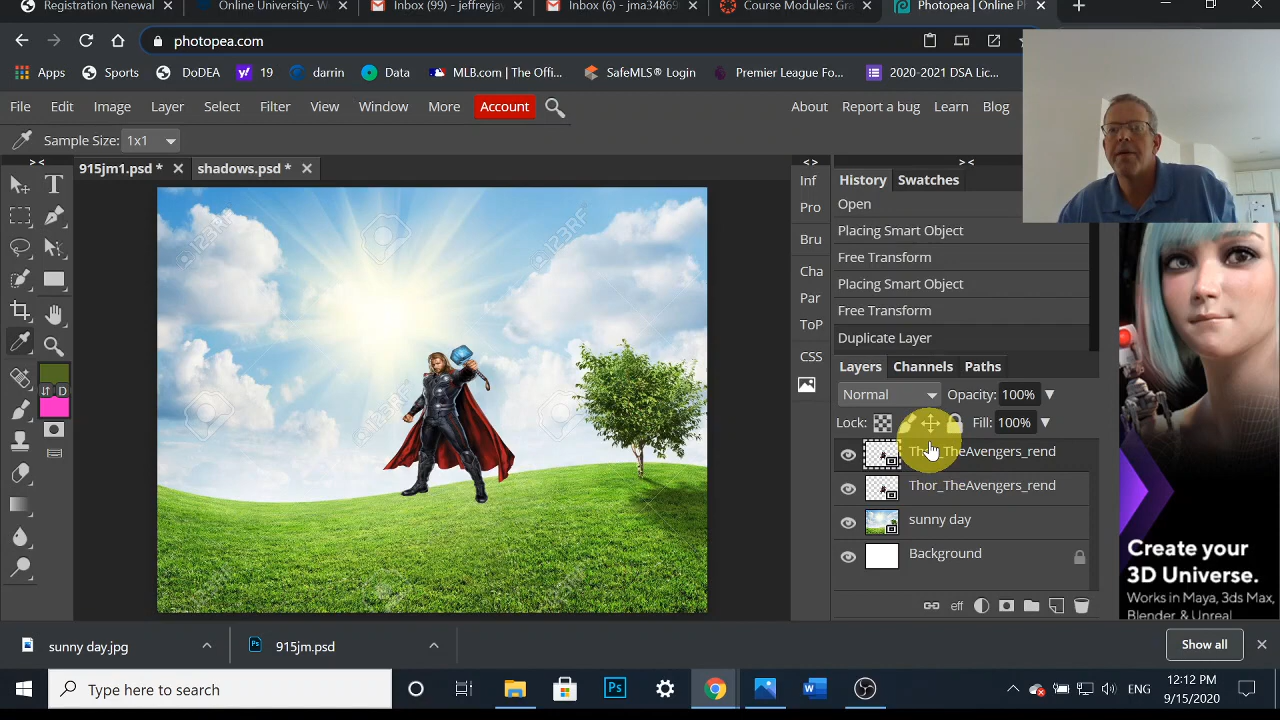 Registration Renewal
Online University- W
Inbox (99) - jeffreyjay
Inbox (6) - jma34869
Course Modules: Gra
Photopea | Online P
photopea.com
Apps Sports DoDEA 19 darrin Data MLB.com | The Offi... SafeMLS® Login Premier League Fo... 2020-2021 DSA Lic...
File Edit Image Layer Select Filter View Window More Account About Report a bug Learn Blog
Sample Size: 1x1
915jm1.psd * shadows.psd *
Inf
Pro
Bru
Cha
Par
ToP
CSS
History Swatches
Open
Placing Smart Object
Free Transform
Placing Smart Object
Free Transform
Duplicate Layer
Layers Channels Paths
Normal Opacity: 100%
Lock: Fill: 100%
Thor_TheAvengers_rend
Thor_TheAvengers_rend
sunny day
Background
eff
D
123RF
123RF
Create your
3D Universe.
Works in Maya, 3ds Max,
Blender & Unreal
sunny day.jpg 915jm.psd Show all
Type here to search
ENG
12:12 PM
9/15/2020